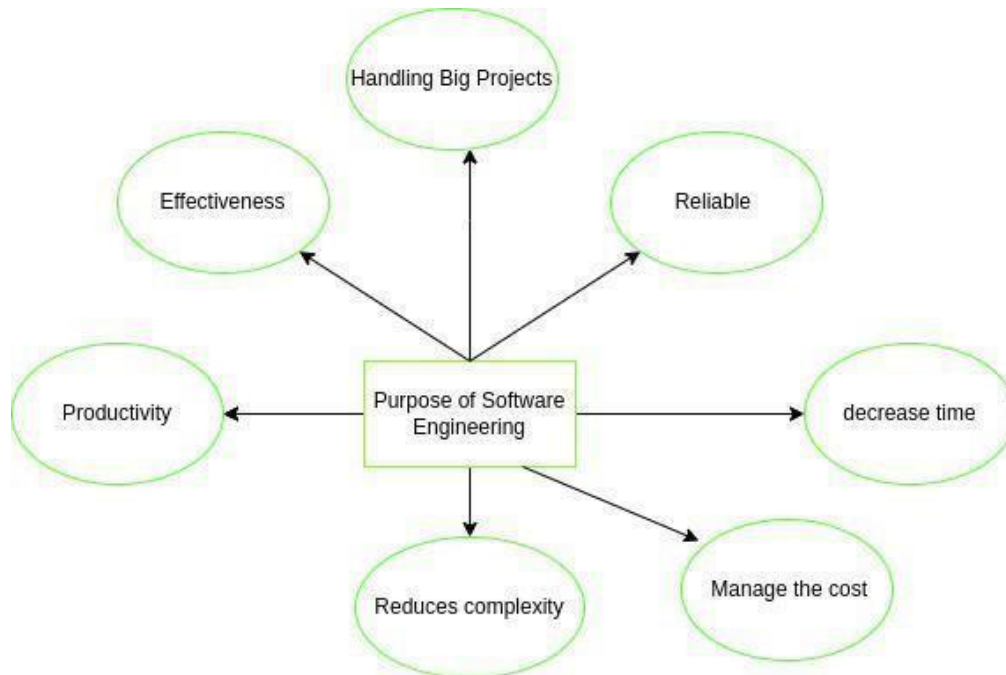 Handling Big Projects
Effectiveness
Reliable
Productivity
Purpose of Software
Engineering
decrease time
Reduces complexity
Manage the cost